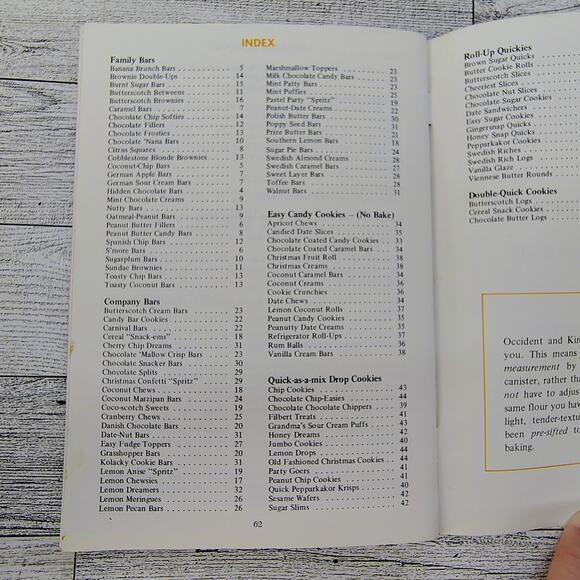 INDEX
Family Bars
Banana Brunch Bars . . . 5
Brownie Double-Ups . . . 14
Burnt Sugar Bars . . . 15
Butterscotch Betweens . . . 11
Butterscotch Brownies . . . 16
Caramel Bars . . . 7
Chocolate Chip Softies . . . 14
Chocolate Fillers . . . 12
Chocolate Frosties . . . 13
Chocolate 'Nana Bars . . . 10
Citrus Squares . . . 8
Cobblestone Blonde Brownies . . . 13
Coconut-Chip Bars . . . 5
German Apple Bars . . . 7
German Sour Cream Bars . . . 7
Hidden Chocolate Bars . . . 4
Mint Chocolate Creams . . . 9
Nutty Bars . . . 13
Oatmeal-Peanut Bars . . . 9
Peanut Butter Fillers . . . 6
Peanut Butter Candy Bars . . . 8
Spanish Chip Bars . . . 12
S'more Bars . . . 6
Sugarplum Bars . . . 10
Sundae Brownies . . . 11
Toasty Chip Bars . . . 13
Toasty Coconut Bars . . . 13
Company Bars
Butterscotch Cream Bars . . . 23
Candy Bar Cookies . . . 22
Carnival Bars . . . 22
Cereal "Snack-ems" . . . 18
Cherry Chip Dreams . . . 31
Chocolate 'Mallow Crisp Bars . . . 23
Chocolate Snacker Bars . . . 30
Chocolate Splits . . . 29
Christmas Confetti "Spritz" . . . 29
Coconut Chews . . . 18
Coconut Marzipan Bars . . . 24
Coco-scotch Sweets . . . 19
Cranberry Chews . . . 25
Danish Chocolate Bars . . . 20
Date-Nut Bars . . . 31
Easy Fudge Toppers . . . 27
Grasshopper Bars . . . 20
Kolacky Cookie Bars . . . 31
Lemon Anise "Spritz" . . . 19
Lemon Chewsies . . . 17
Lemon Dreamers . . . 32
Lemon Meringues . . . 26
Lemon Pecan Bars . . . 26
Marshmallow Toppers . . . 23
Milk Chocolate Candy Bars . . . 23
Mint Patty Bars . . . 23
Mint Puffies . . . 25
Pastel Party "Spritz" . . . 19
Peanut-Date Creams . . . 22
Polish Butter Bars . . . 30
Poppy Seed Bars . . . 31
Prize Butter Bars . . . 21
Southern Lemon Bars . . . 18
Sugar Pie Bars . . . 24
Swedish Almond Creams . . . 28
Swedish Caramel Bars . . . 27
Sweet Layer Bars . . . 28
Toffee Bars . . . 28
Walnut Bars . . . 31
Easy Candy Cookies – (No Bake)
Apricot Chews . . . 34
Candied Date Slices . . . 35
Chocolate Coated Candy Cookies . . . 33
Chocolate Coated Caramel Bars . . . 34
Christmas Fruit Roll . . . 38
Christmas Creams . . . 38
Coconut Caramel Bars . . . 34
Coconut Creams . . . 36
Cookie Crunchies . . . 36
Date Chews . . . 34
Lemon Coconut Rolls . . . 37
Peanut Candy Cookies . . . 35
Peanutty Date Creams . . . 35
Refrigerator Roll-Ups . . . 37
Rum Balls . . . 36
Vanilla Cream Bars . . . 38
Quick-as-a-mix Drop Cookies
Chip Cookies . . . 43
Chocolate Chip-Easies . . . 44
Chocolate Chocolate Chippers . . . 39
Filbert Treats . . . 41
Grandma's Sour Cream Puffs . . . 43
Honey Dreams . . . 42
Jumbo Cookies . . . 40
Lemon Drops . . . 44
Old Fashioned Christmas Cookies . . . 44
Party Goers . . . 41
Peanut Chip Cookies . . . 41
Quick Pepparkakor Krisps . . . 40
Sesame Wafers . . . 42
Sugar Slims . . . 42
62
Roll-Up Quickies
Brown Sugar Quicks
Butter Cookie Rolls
Butterscotch Slices
Cheeriest Slices
Chocolate Nut Slices
Chocolate Sugar Cookies
Date Sandwiches
Easy Sugar Cookies
Gingersnap Quicks
Honey Snap Quicks
Pepparkakor Cookies
Swedish Riches
Swedish Rich Logs
Vanilla Glaze
Viennese Butter Rounds
Double-Quick Cookies
Butterscotch Logs
Cereal Snack Cookies
Chocolate Butter Logs
Occident and Kin
you. This means
measurement by
canister, rather tha
not have to adjus
same flour you have
light, tender-textu
been pre-sifted to
baking.